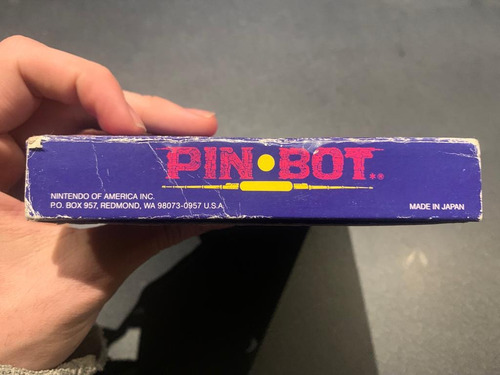 PIN•BOT**
NINTENDO OF AMERICA INC.
P.O. BOX 957, REDMOND, WA 98073-0957 U.S.A.
MADE IN JAPAN